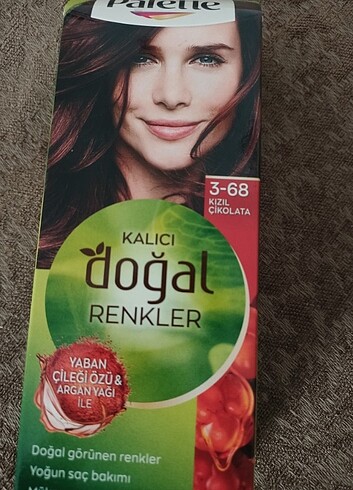 Palette
3-68
KIZIL
ÇİKOLATA
KALICI
doğal
RENKLER
YABAN
ÇİLEĞİ ÖZÜ &
ARGAN YAĞI
İLE
Doğal görünen renkler
Yoğun saç bakımı